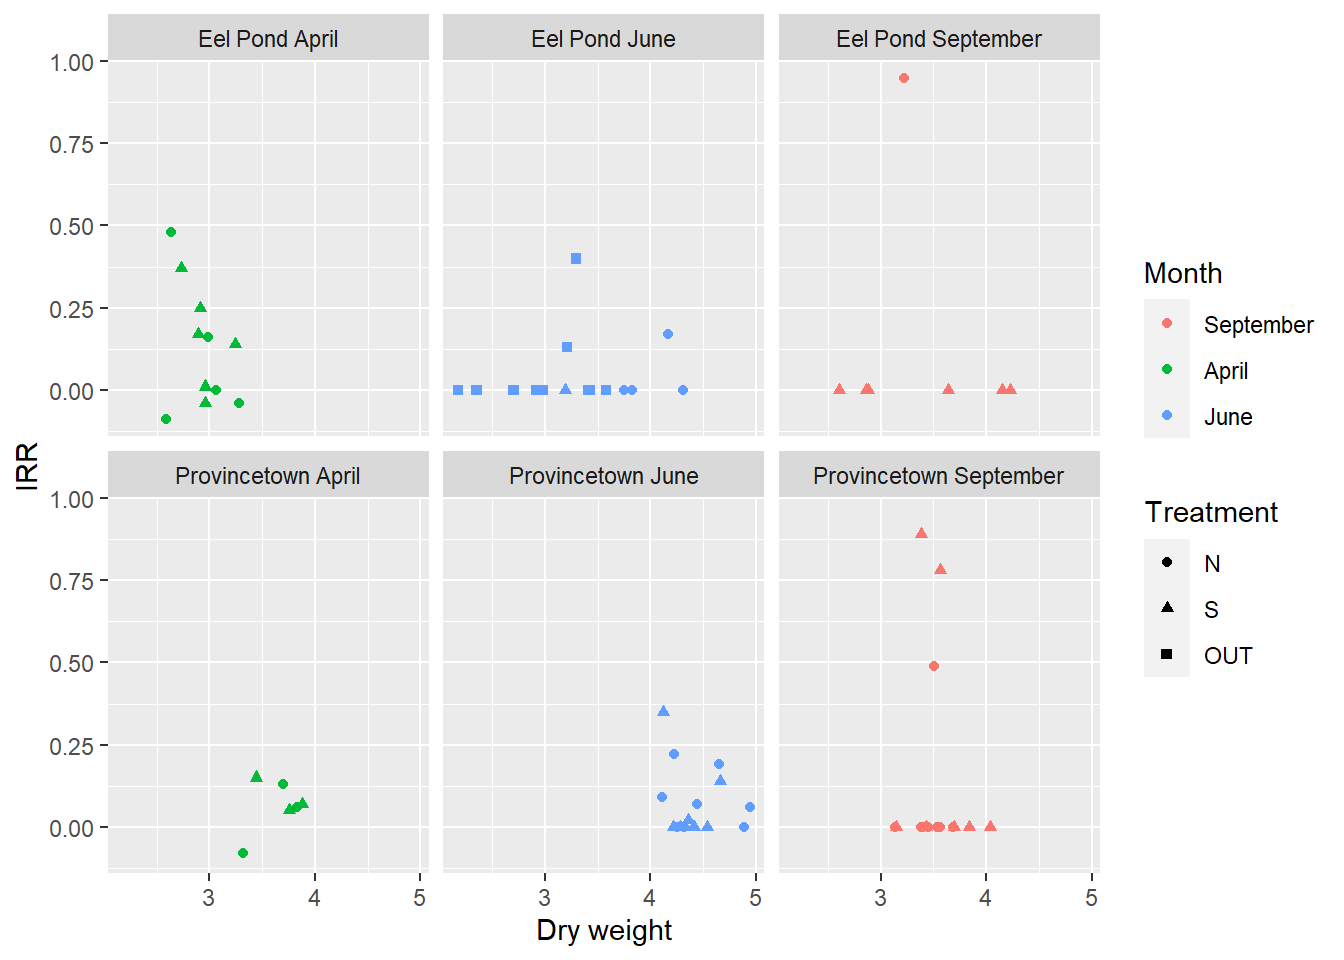 Eel Pond April
Eel Pond June
Eel Pond September
1.00
0.75
0.50
0.25
0.00
Provincetown April
Provincetown June
Provincetown September
1.00
0.75
0.50
0.25
0.00
IRR
3
4
5
3
4
5
3
4
5
Dry weight
Month
September
April
June
Treatment
N
S
OUT